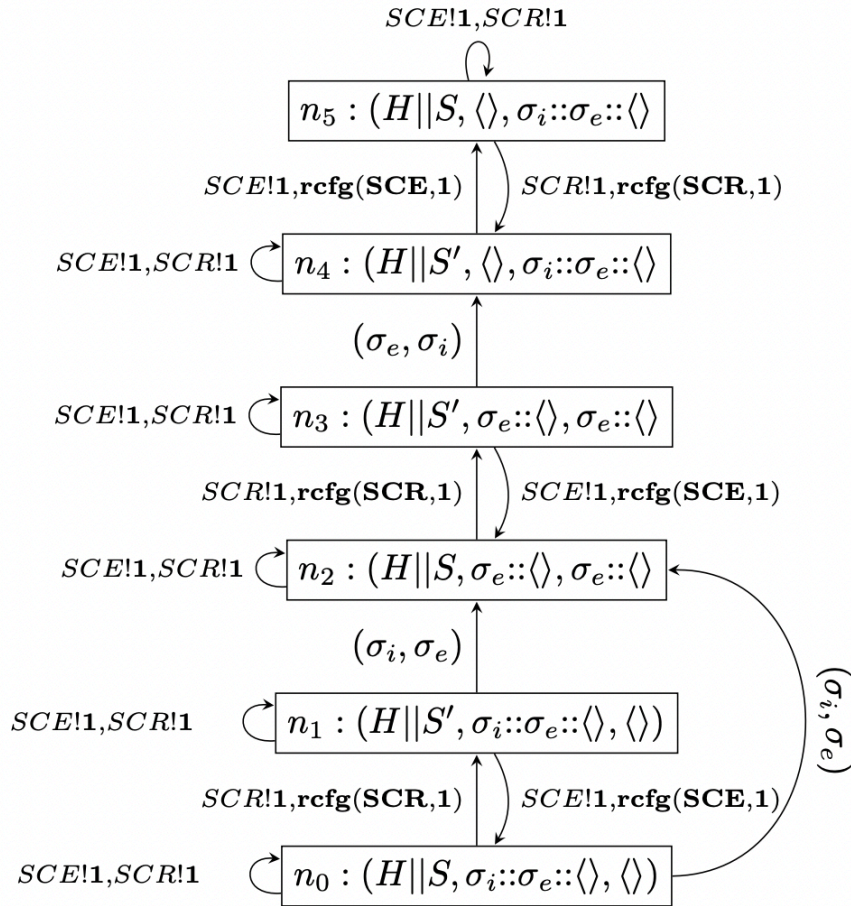 SCE!1,SCR!1
n₅ : (H||S, ⟨⟩, σᵢ::σₑ::⟨⟩
SCE!1,rcfg(SCE,1) SCR!1,rcfg(SCR,1)
SCE!1,SCR!1 n₄ : (H||S′, ⟨⟩, σᵢ::σₑ::⟨⟩
(σₑ, σᵢ)
SCE!1,SCR!1 n₃ : (H||S′, σₑ::⟨⟩, σₑ::⟨⟩
SCR!1,rcfg(SCR,1) SCE!1,rcfg(SCE,1)
SCE!1,SCR!1 n₂ : (H||S, σₑ::⟨⟩, σₑ::⟨⟩
(σᵢ, σₑ)
(σᵢ, σₑ)
SCE!1,SCR!1 n₁ : (H||S′, σᵢ::σₑ::⟨⟩, ⟨⟩)
SCR!1,rcfg(SCR,1) SCE!1,rcfg(SCE,1)
SCE!1,SCR!1 n₀ : (H||S, σᵢ::σₑ::⟨⟩, ⟨⟩)